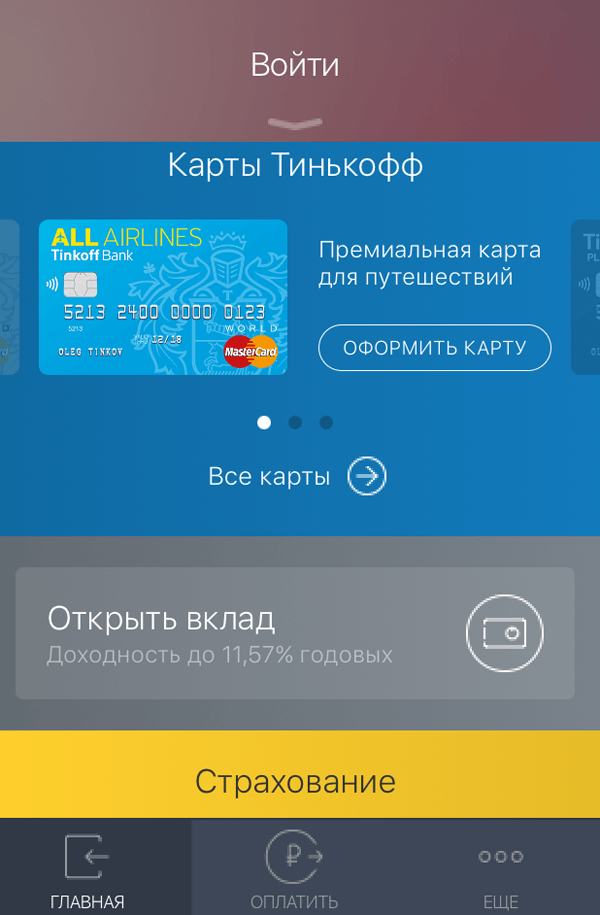 Войти
Карты Тинькофф
ALL AIRLINES
Tinkoff Bank
5213 2400 0000 0123
5213
12/18
WORLD
OLEG TINKOV
MasterCard
Премиальная карта
для путешествий
ОФОРМИТЬ КАРТУ
Все карты
Открыть вклад
Доходность до 11,57% годовых
Страхование
ГЛАВНАЯ
ОПЛАТИТЬ
ЕЩЕ